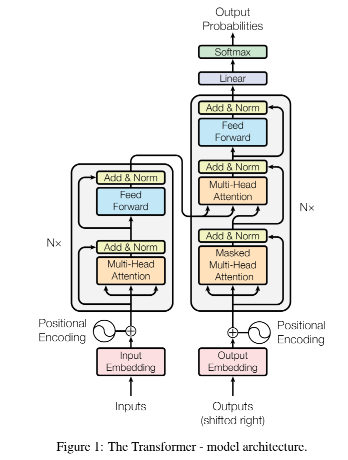 Output
Probabilities
Softmax
Linear
Add & Norm
Feed
Forward
Add & Norm
Multi-Head
Attention
Add & Norm
Masked
Multi-Head
Attention
Nx
Positional
Encoding
Output
Embedding
Outputs
(shifted right)
Add & Norm
Feed
Forward
Add & Norm
Multi-Head
Attention
Nx
Positional
Encoding
Input
Embedding
Inputs
Figure 1: The Transformer - model architecture.